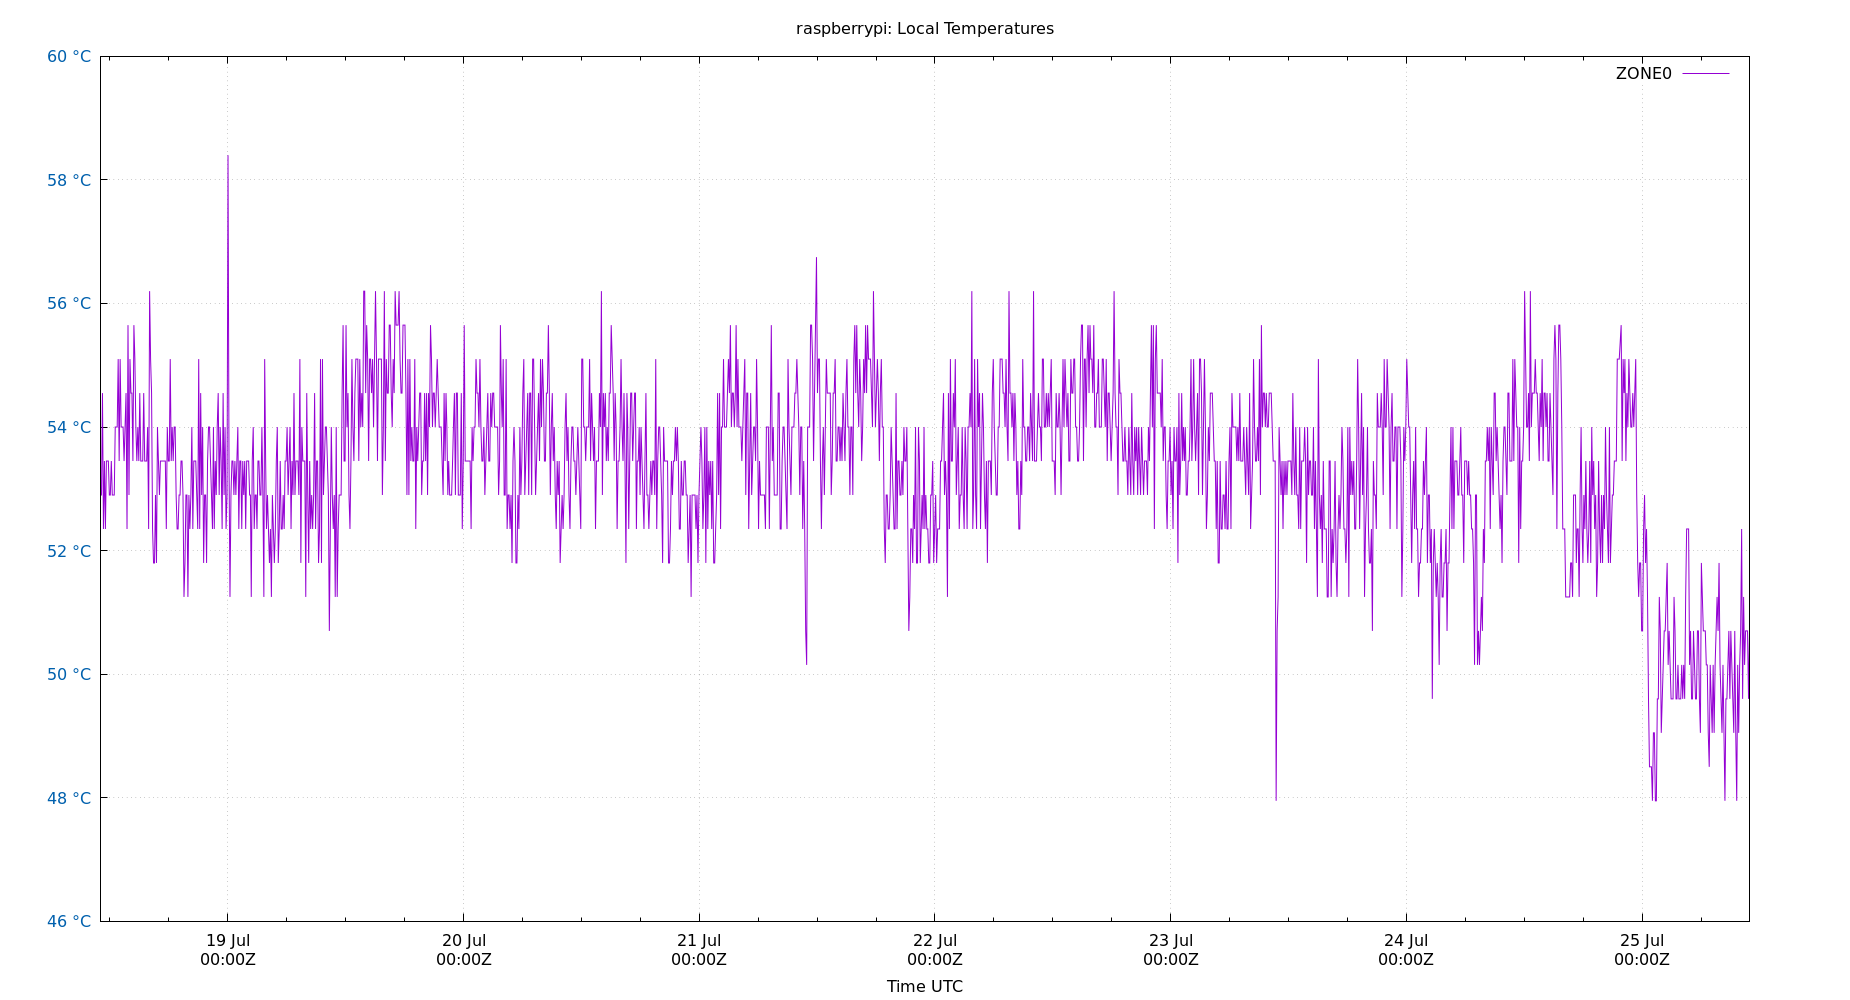 raspberrypi: Local Temperatures
60 °C
58 °C
56 °C
54 °C
52 °C
50 °C
48 °C
46 °C
ZONE0
19 Jul
00:00Z
20 Jul
00:00Z
21 Jul
00:00Z
22 Jul
00:00Z
23 Jul
00:00Z
24 Jul
00:00Z
25 Jul
00:00Z
Time UTC